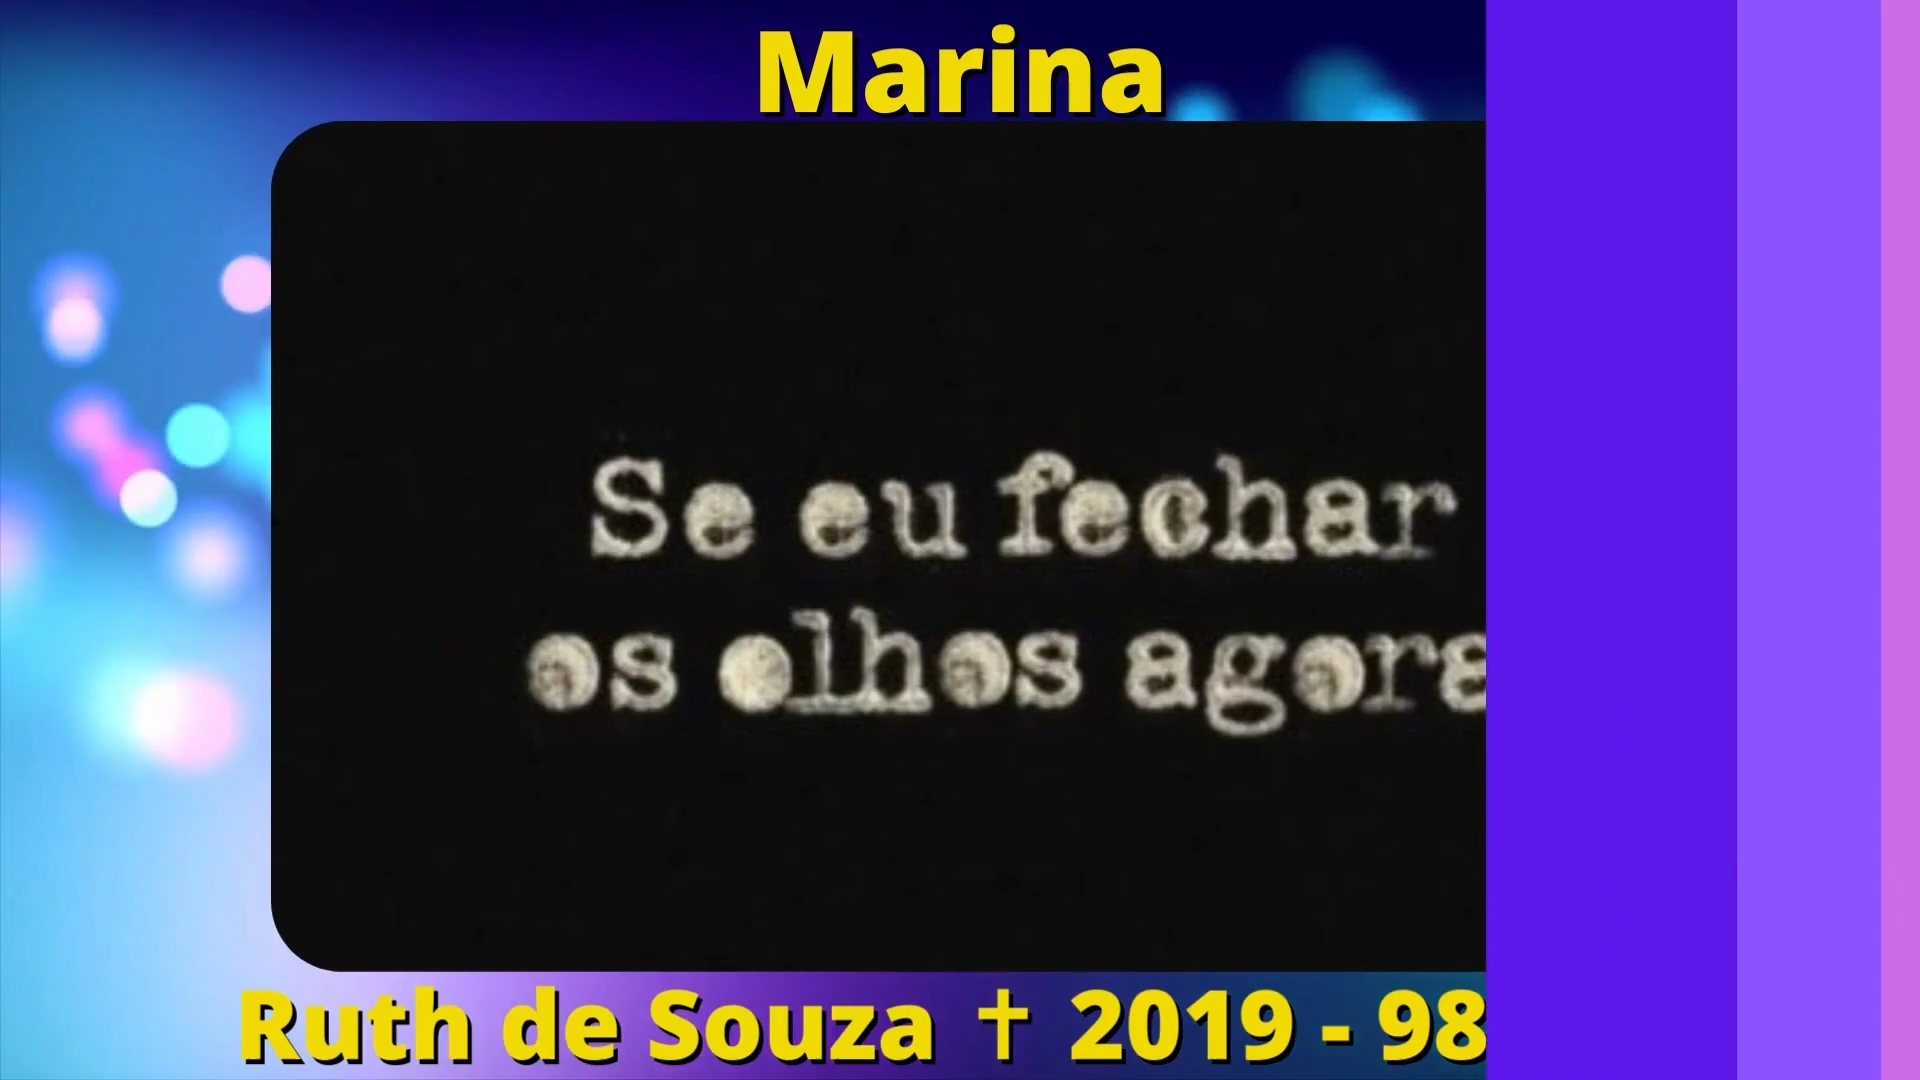 Marina
Se eu fechar
os olhos agora
Ruth de Souza † 2019 - 98